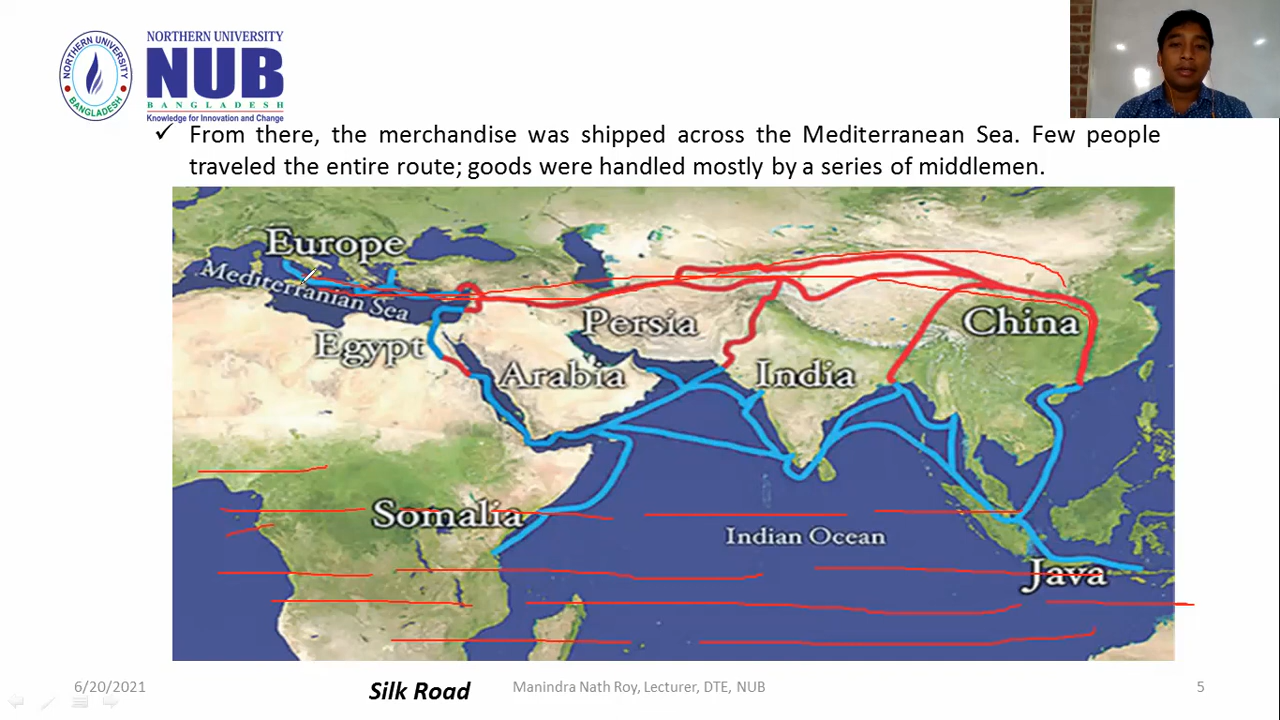 NORTHERN UNIVERSITY
BANGLADESH
NORTHERN UNIVERSITY
NUB
BANGLADESH
Knowledge for Innovation and Change
✓ From there, the merchandise was shipped across the Mediterranean Sea. Few people
traveled the entire route; goods were handled mostly by a series of middlemen.
Europe
Mediterranian Sea
Egypt
Arabia
Persia
India
China
Somalia
Indian Ocean
Java
6/20/2021
Silk Road
Manindra Nath Roy, Lecturer, DTE, NUB
5